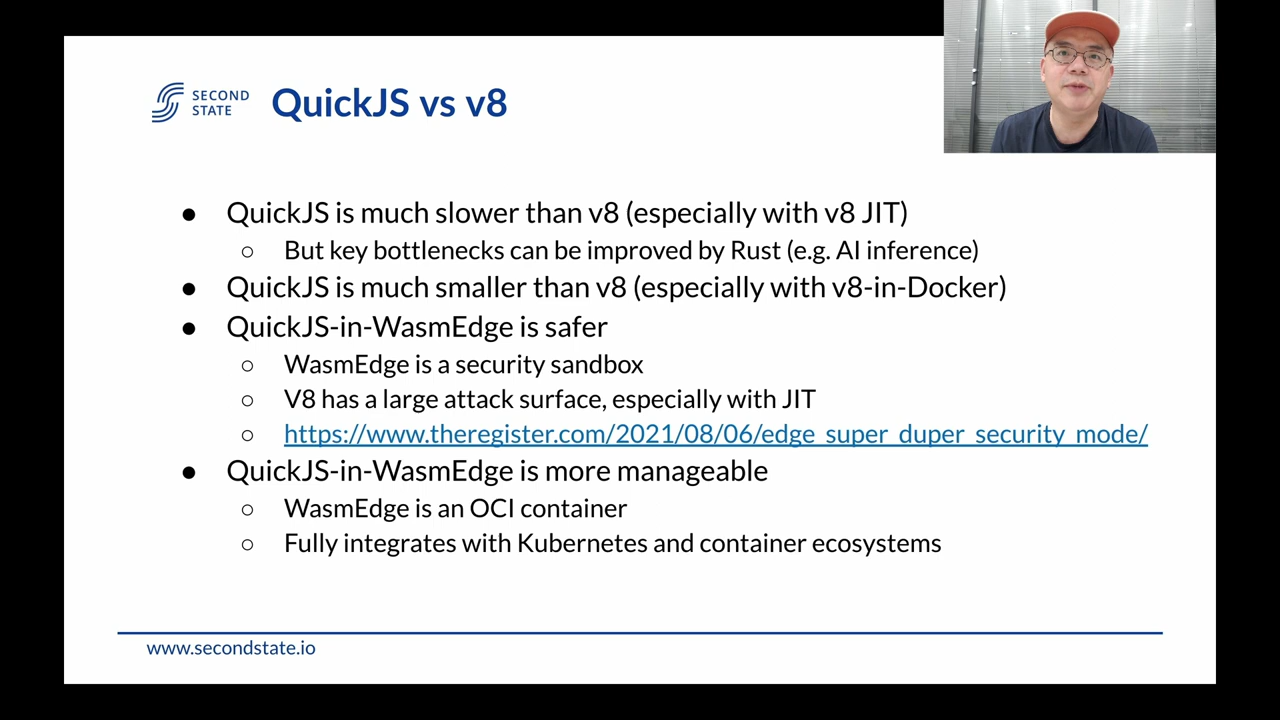 SECOND
STATE
QuickJS vs v8
● QuickJS is much slower than v8 (especially with v8 JIT)
○ But key bottlenecks can be improved by Rust (e.g. AI inference)
● QuickJS is much smaller than v8 (especially with v8-in-Docker)
● QuickJS-in-WasmEdge is safer
○ WasmEdge is a security sandbox
○ V8 has a large attack surface, especially with JIT
○ https://www.theregister.com/2021/08/06/edge_super_duper_security_mode/
● QuickJS-in-WasmEdge is more manageable
○ WasmEdge is an OCI container
○ Fully integrates with Kubernetes and container ecosystems
www.secondstate.io